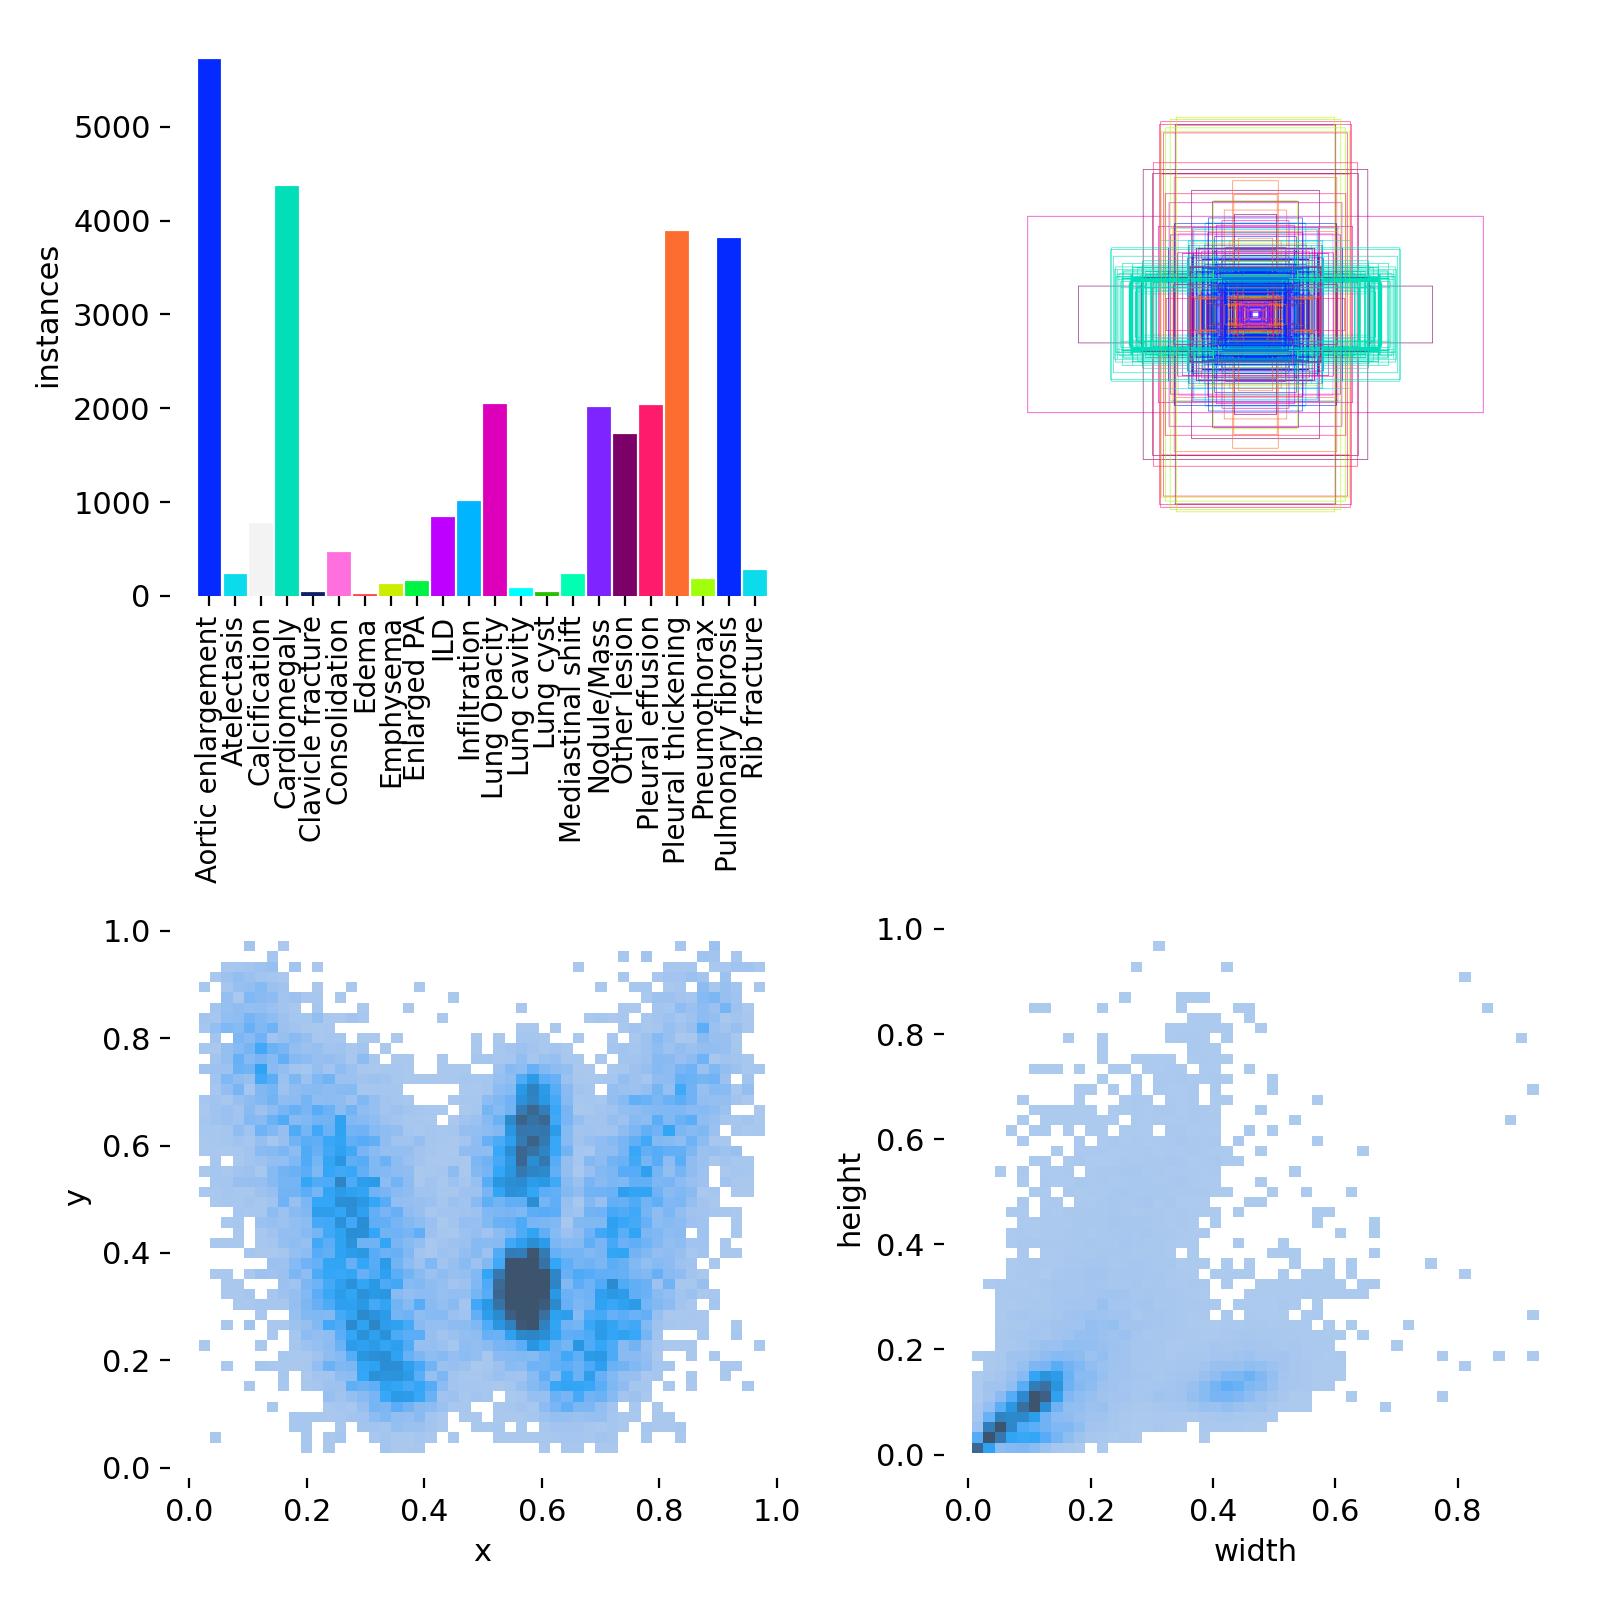 5000
4000
3000
2000
1000
0
instances
Aortic enlargement
Atelectasis
Calcification
Cardiomegaly
Clavicle fracture
Consolidation
Edema
Emphysema
Enlarged PA
ILD
Infiltration
Lung Opacity
Lung cavity
Lung cyst
Mediastinal shift
Nodule/Mass
Other lesion
Pleural effusion
Pleural thickening
Pneumothorax
Pulmonary fibrosis
Rib fracture
1.0
0.8
0.6
0.4
0.2
0.0
y
0.0 0.2 0.4 0.6 0.8 1.0
x
1.0
0.8
0.6
0.4
0.2
0.0
height
0.0 0.2 0.4 0.6 0.8
width